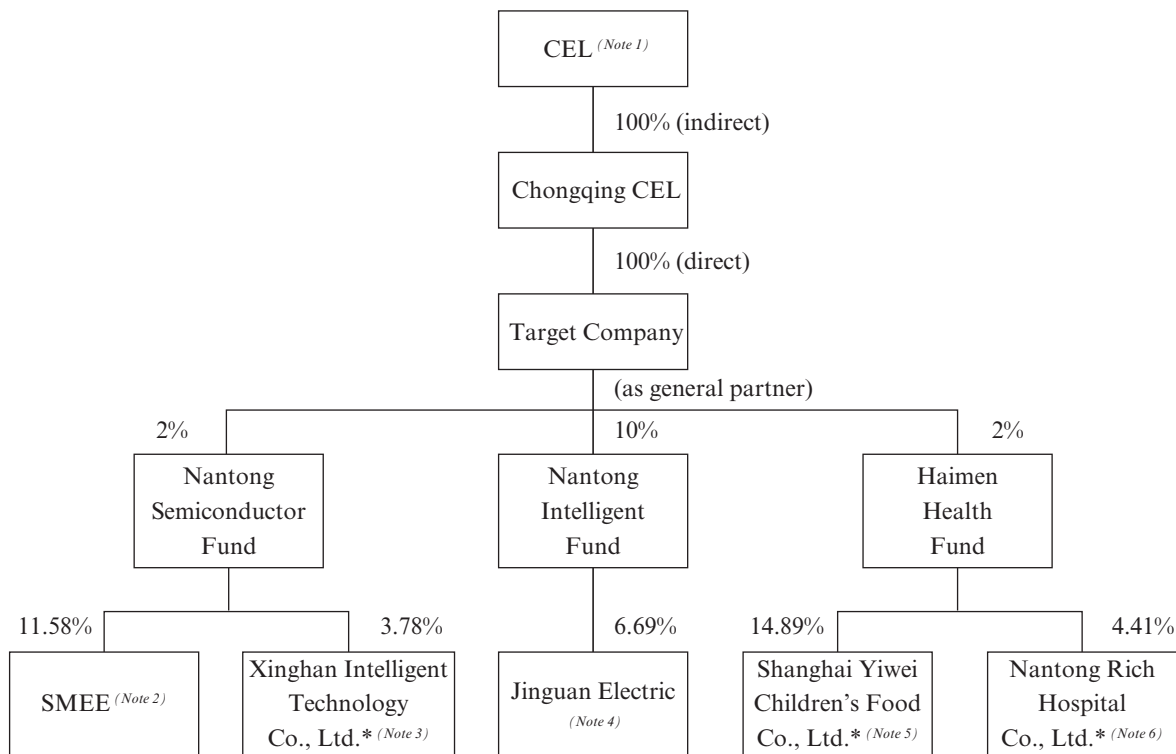 CEL (Note 1)
100% (indirect)
Chongqing CEL
100% (direct)
Target Company
(as general partner)
2%
10%
2%
Nantong
Semiconductor
Fund
Nantong
Intelligent
Fund
Haimen
Health
Fund
11.58%
3.78%
6.69%
14.89%
4.41%
SMEE (Note 2)
Xinghan Intelligent
Technology
Co., Ltd.* (Note 3)
Jinguan Electric
(Note 4)
Shanghai Yiwei
Children's Food
Co., Ltd.* (Note 5)
Nantong Rich
Hospital
Co., Ltd.* (Note 6)